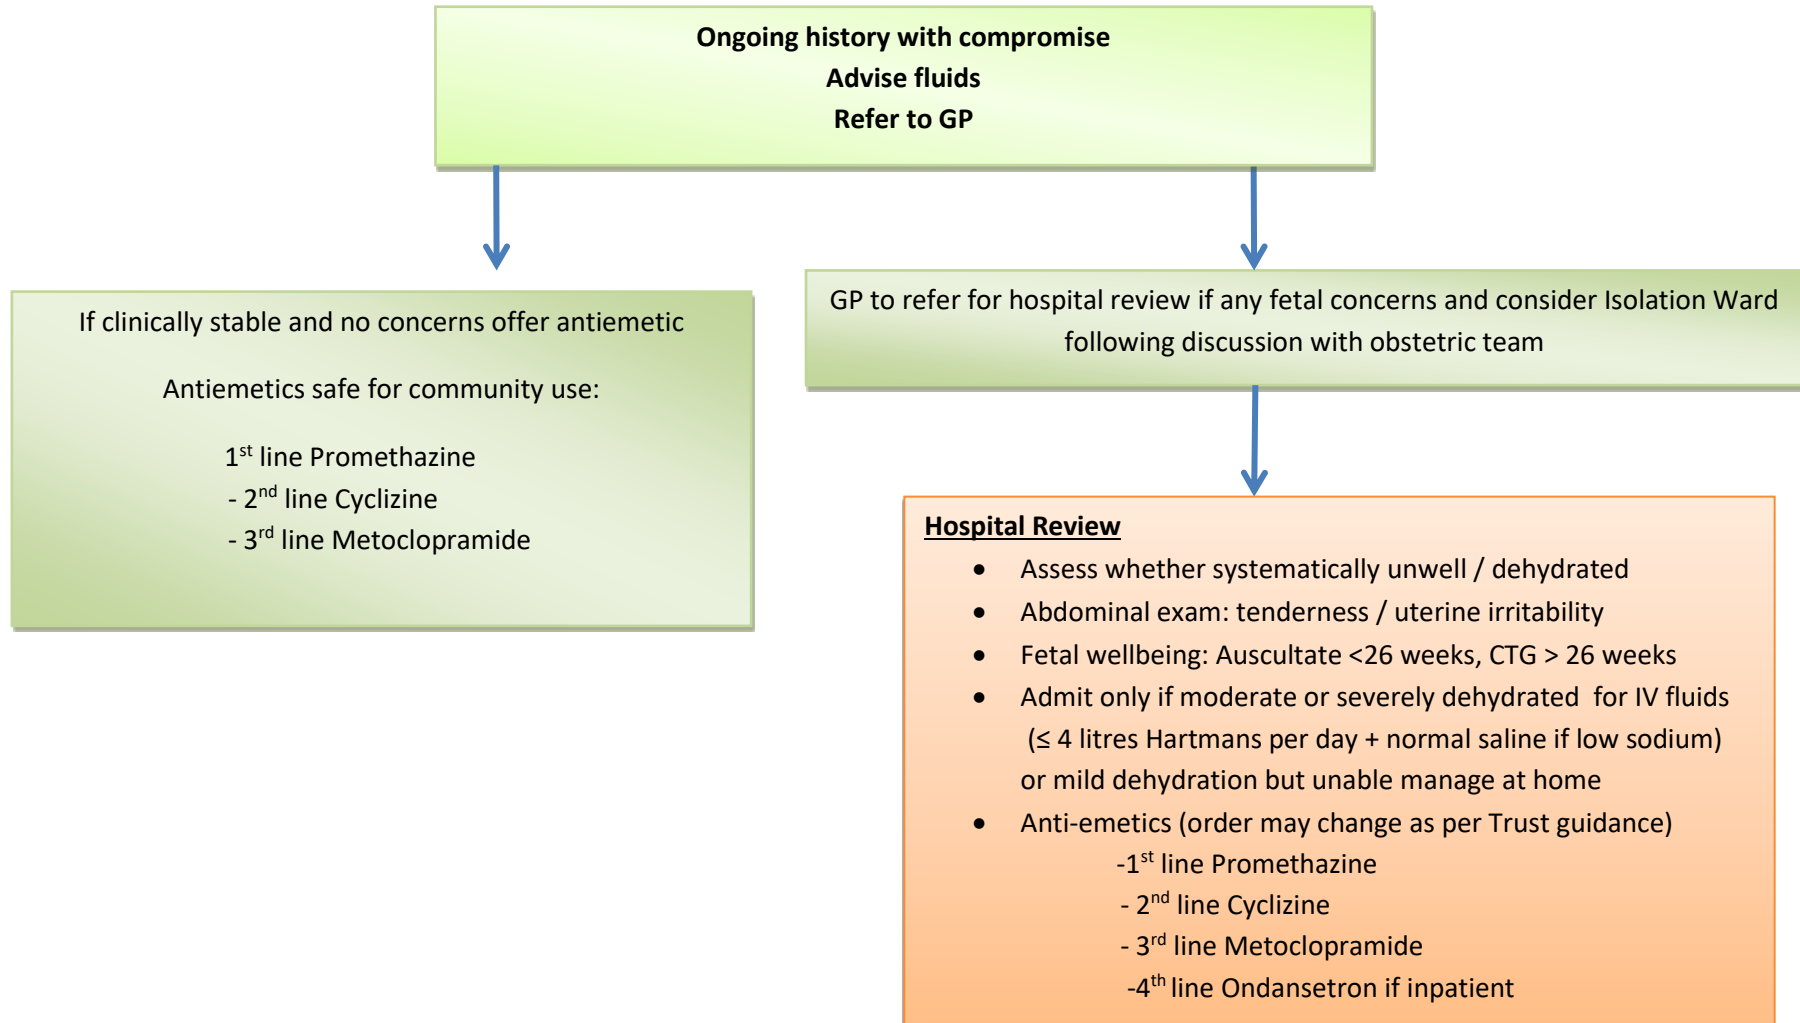 Ongoing history with compromise
Advise fluids
Refer to GP
If clinically stable and no concerns offer antiemetic
Antiemetics safe for community use:
1st line Promethazine
- 2nd line Cyclizine
- 3rd line Metoclopramide
GP to refer for hospital review if any fetal concerns and consider Isolation Ward
following discussion with obstetric team
Hospital Review
• Assess whether systematically unwell / dehydrated
• Abdominal exam: tenderness / uterine irritability
• Fetal wellbeing: Auscultate <26 weeks, CTG > 26 weeks
• Admit only if moderate or severely dehydrated for IV fluids
(≤ 4 litres Hartmans per day + normal saline if low sodium)
or mild dehydration but unable manage at home
• Anti-emetics (order may change as per Trust guidance)
-1st line Promethazine
- 2nd line Cyclizine
- 3rd line Metoclopramide
-4th line Ondansetron if inpatient